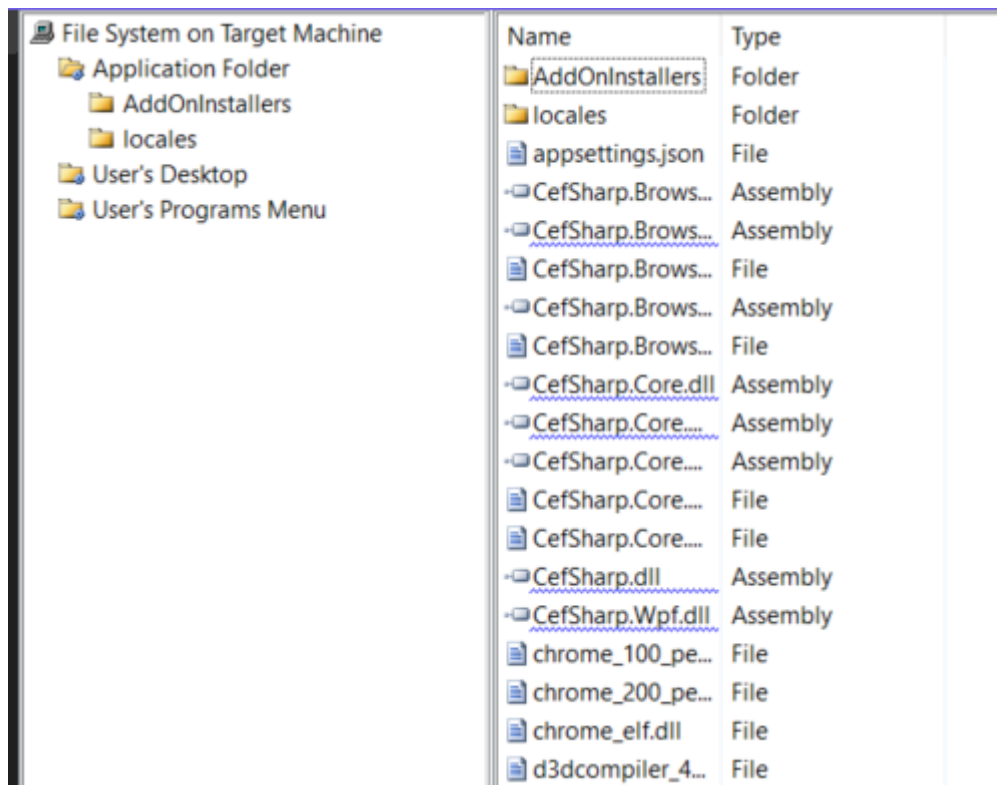 File System on Target Machine
Application Folder
AddOnInstallers
locales
User's Desktop
User's Programs Menu
Name Type
AddOnInstallers Folder
locales Folder
appsettings.json File
CefSharp.Brows... Assembly
CefSharp.Brows... Assembly
CefSharp.Brows... File
CefSharp.Brows... Assembly
CefSharp.Brows... File
CefSharp.Core.dll Assembly
CefSharp.Core.... Assembly
CefSharp.Core.... Assembly
CefSharp.Core.... File
CefSharp.Core.... File
CefSharp.dll Assembly
CefSharp.Wpf.dll Assembly
chrome_100_pe... File
chrome_200_pe... File
chrome_elf.dll File
d3dcompiler_4... File